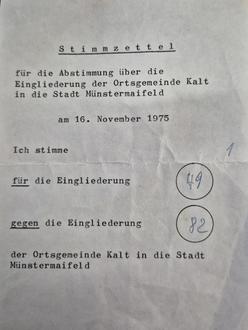 Stimmzettel
für die Abstimmung über die
Eingliederung der Ortsgemeinde Kalt
in die Stadt Münstermaifeld
am 16. November 1975
Ich stimme
1
für die Eingliederung
49
gegen die Eingliederung
82
der Ortsgemeinde Kalt in die Stadt
Münstermaifeld